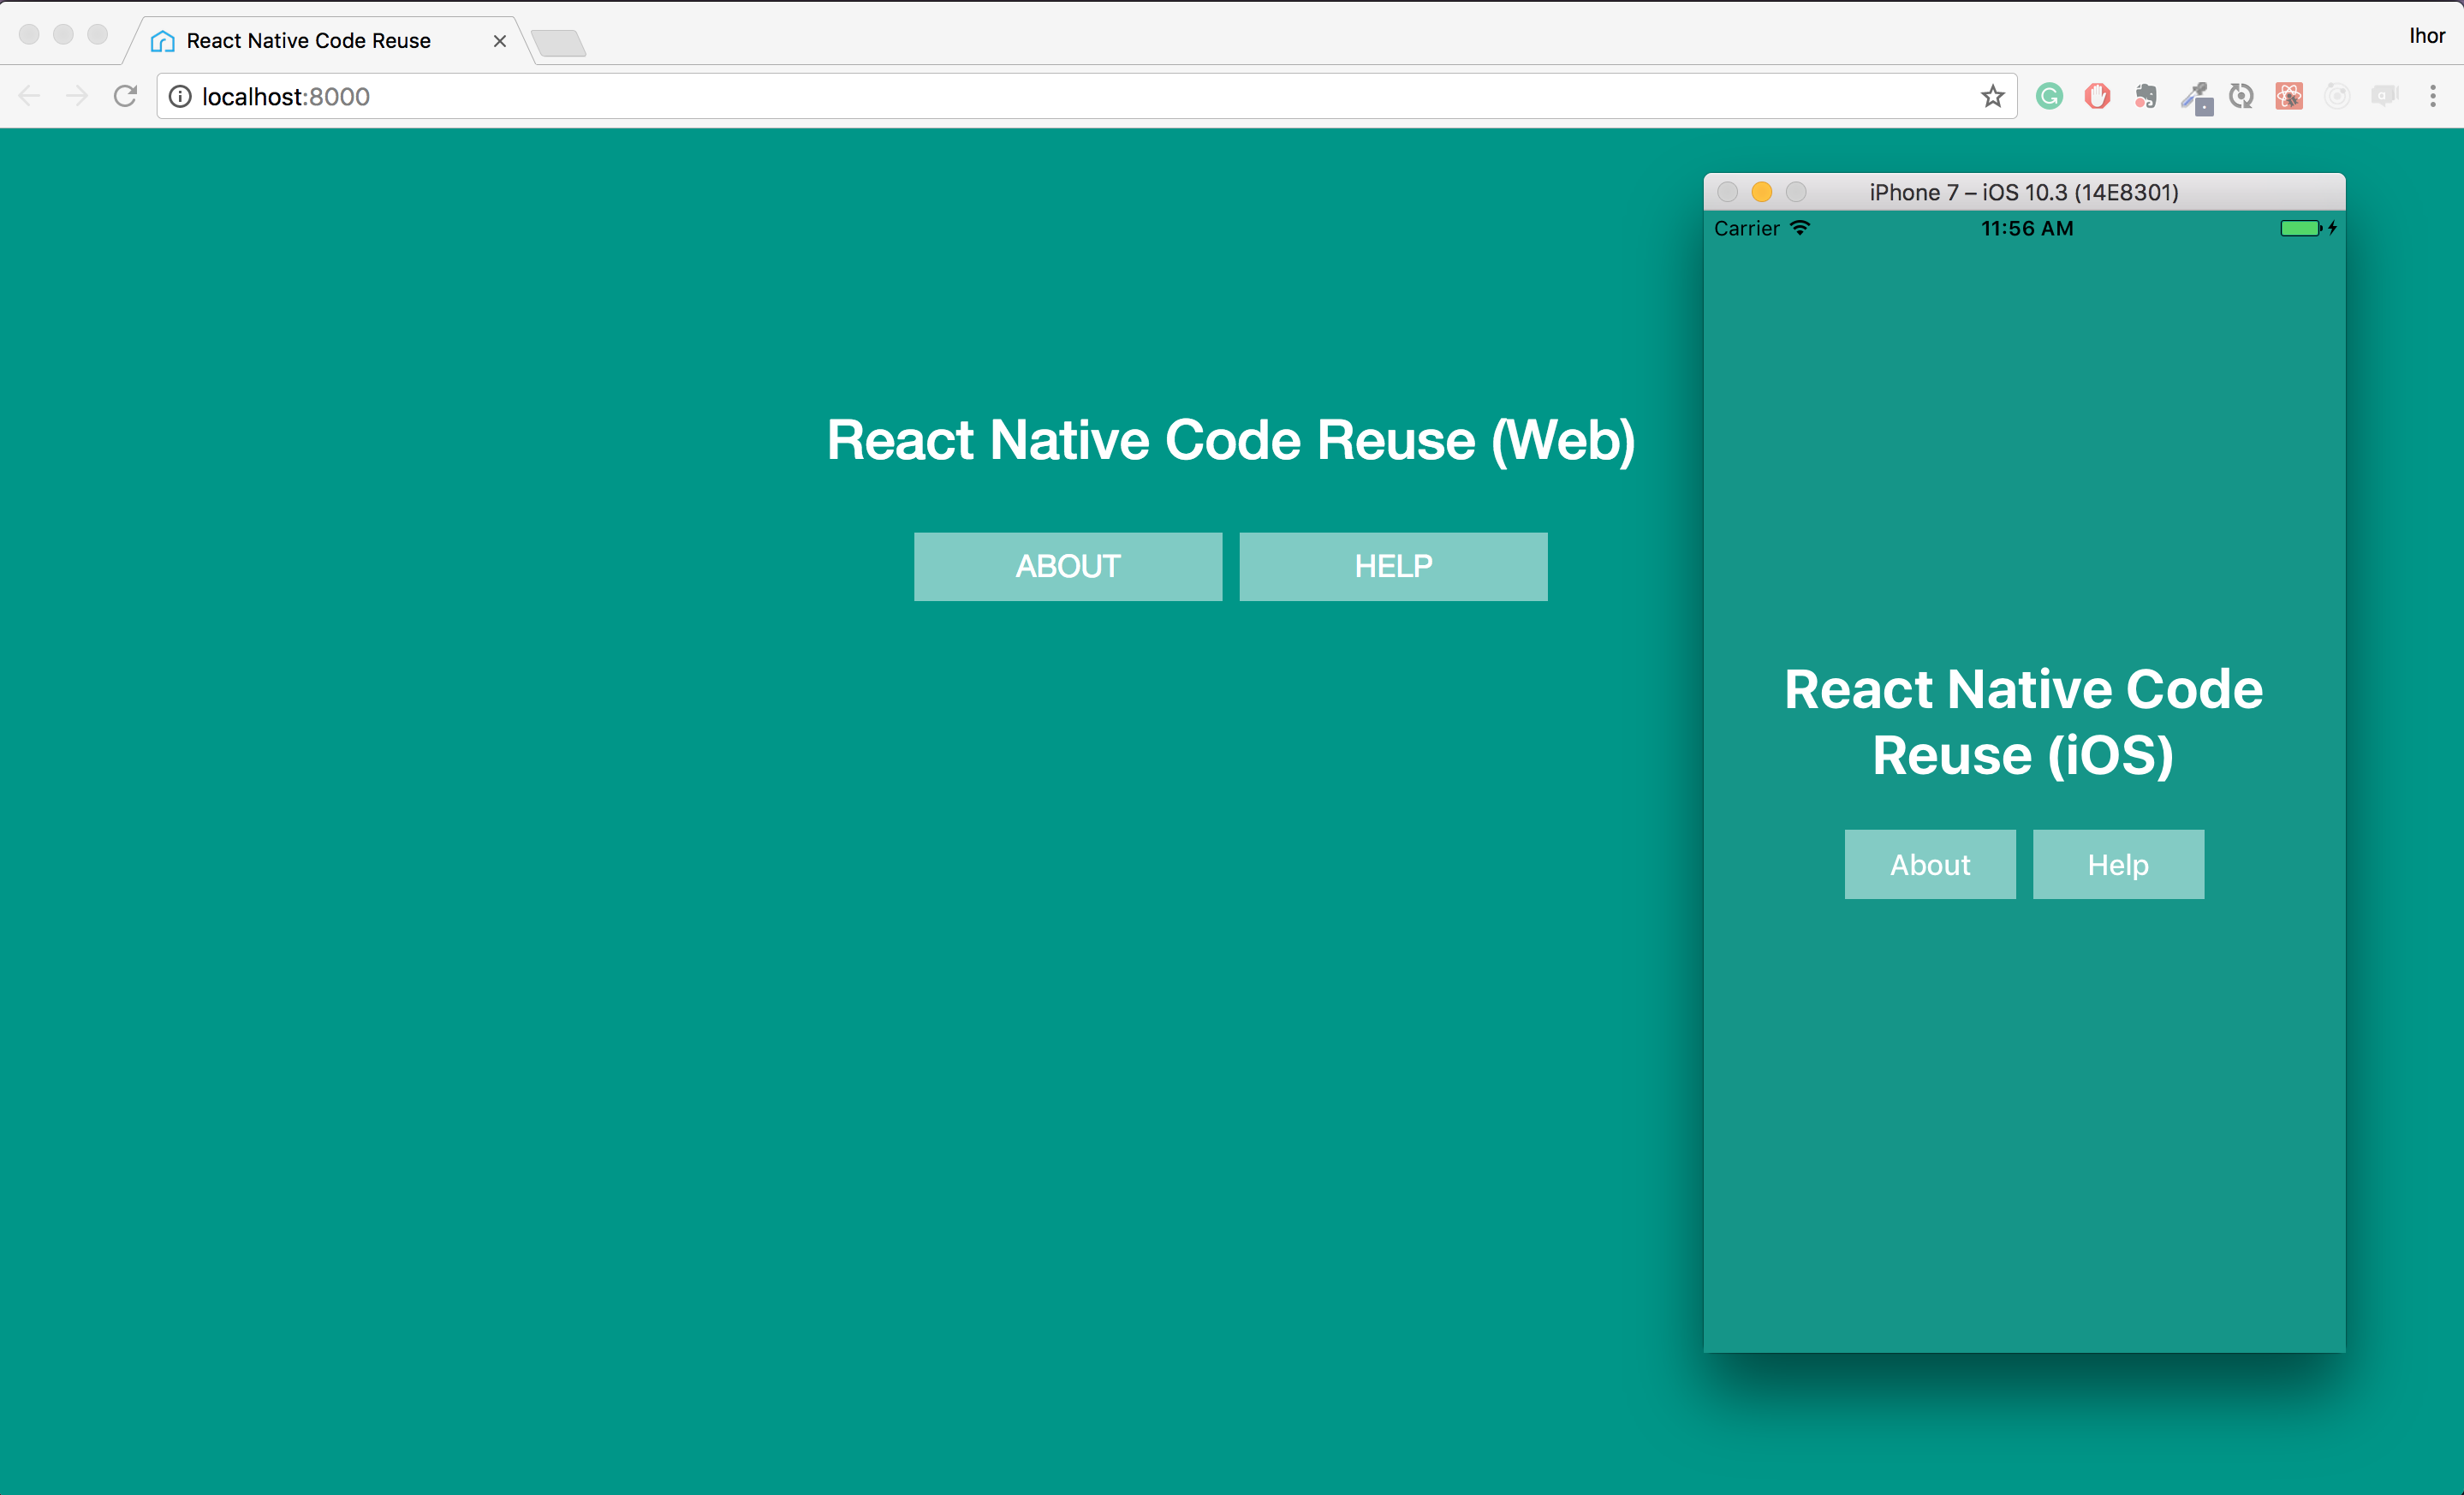 React Native Code Reuse
Ihor
localhost:8000
iPhone 7 – iOS 10.3 (14E8301)
Carrier 11:56 AM
React Native Code Reuse (Web)
ABOUT HELP
React Native Code
Reuse (iOS)
About Help